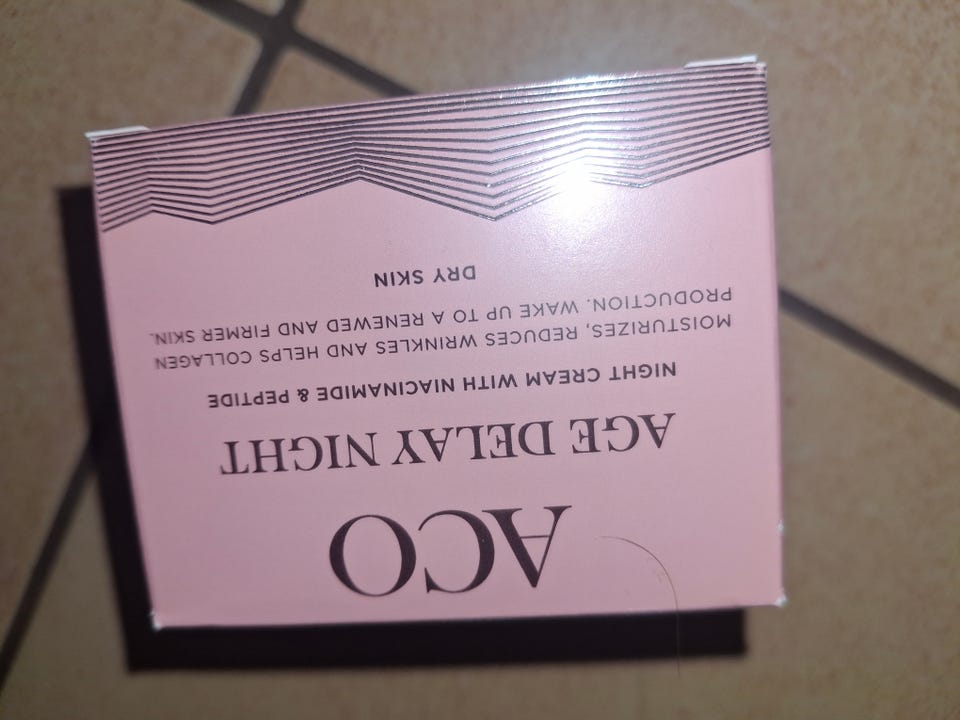 ACO
AGE DELAY NIGHT
NIGHT CREAM WITH NIACINAMIDE & PEPTIDE
MOISTURIZES, REDUCES WRINKLES AND HELPS COLLAGEN
PRODUCTION. WAKE UP TO A RENEWED AND FIRMER SKIN.
DRY SKIN